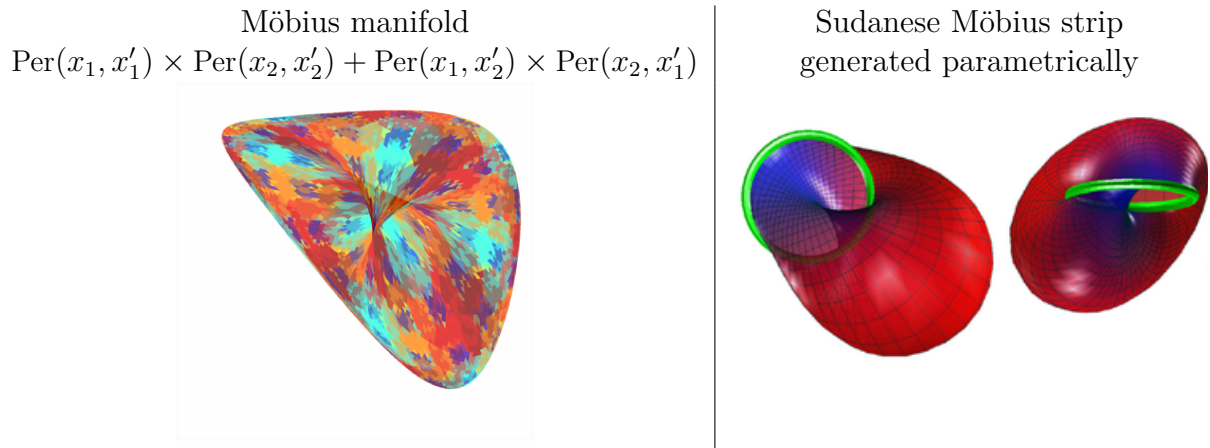 Möbius manifold
Per(x₁, x′₁) × Per(x₂, x′₂) + Per(x₁, x′₂) × Per(x₂, x′₁)
Sudanese Möbius strip
generated parametrically